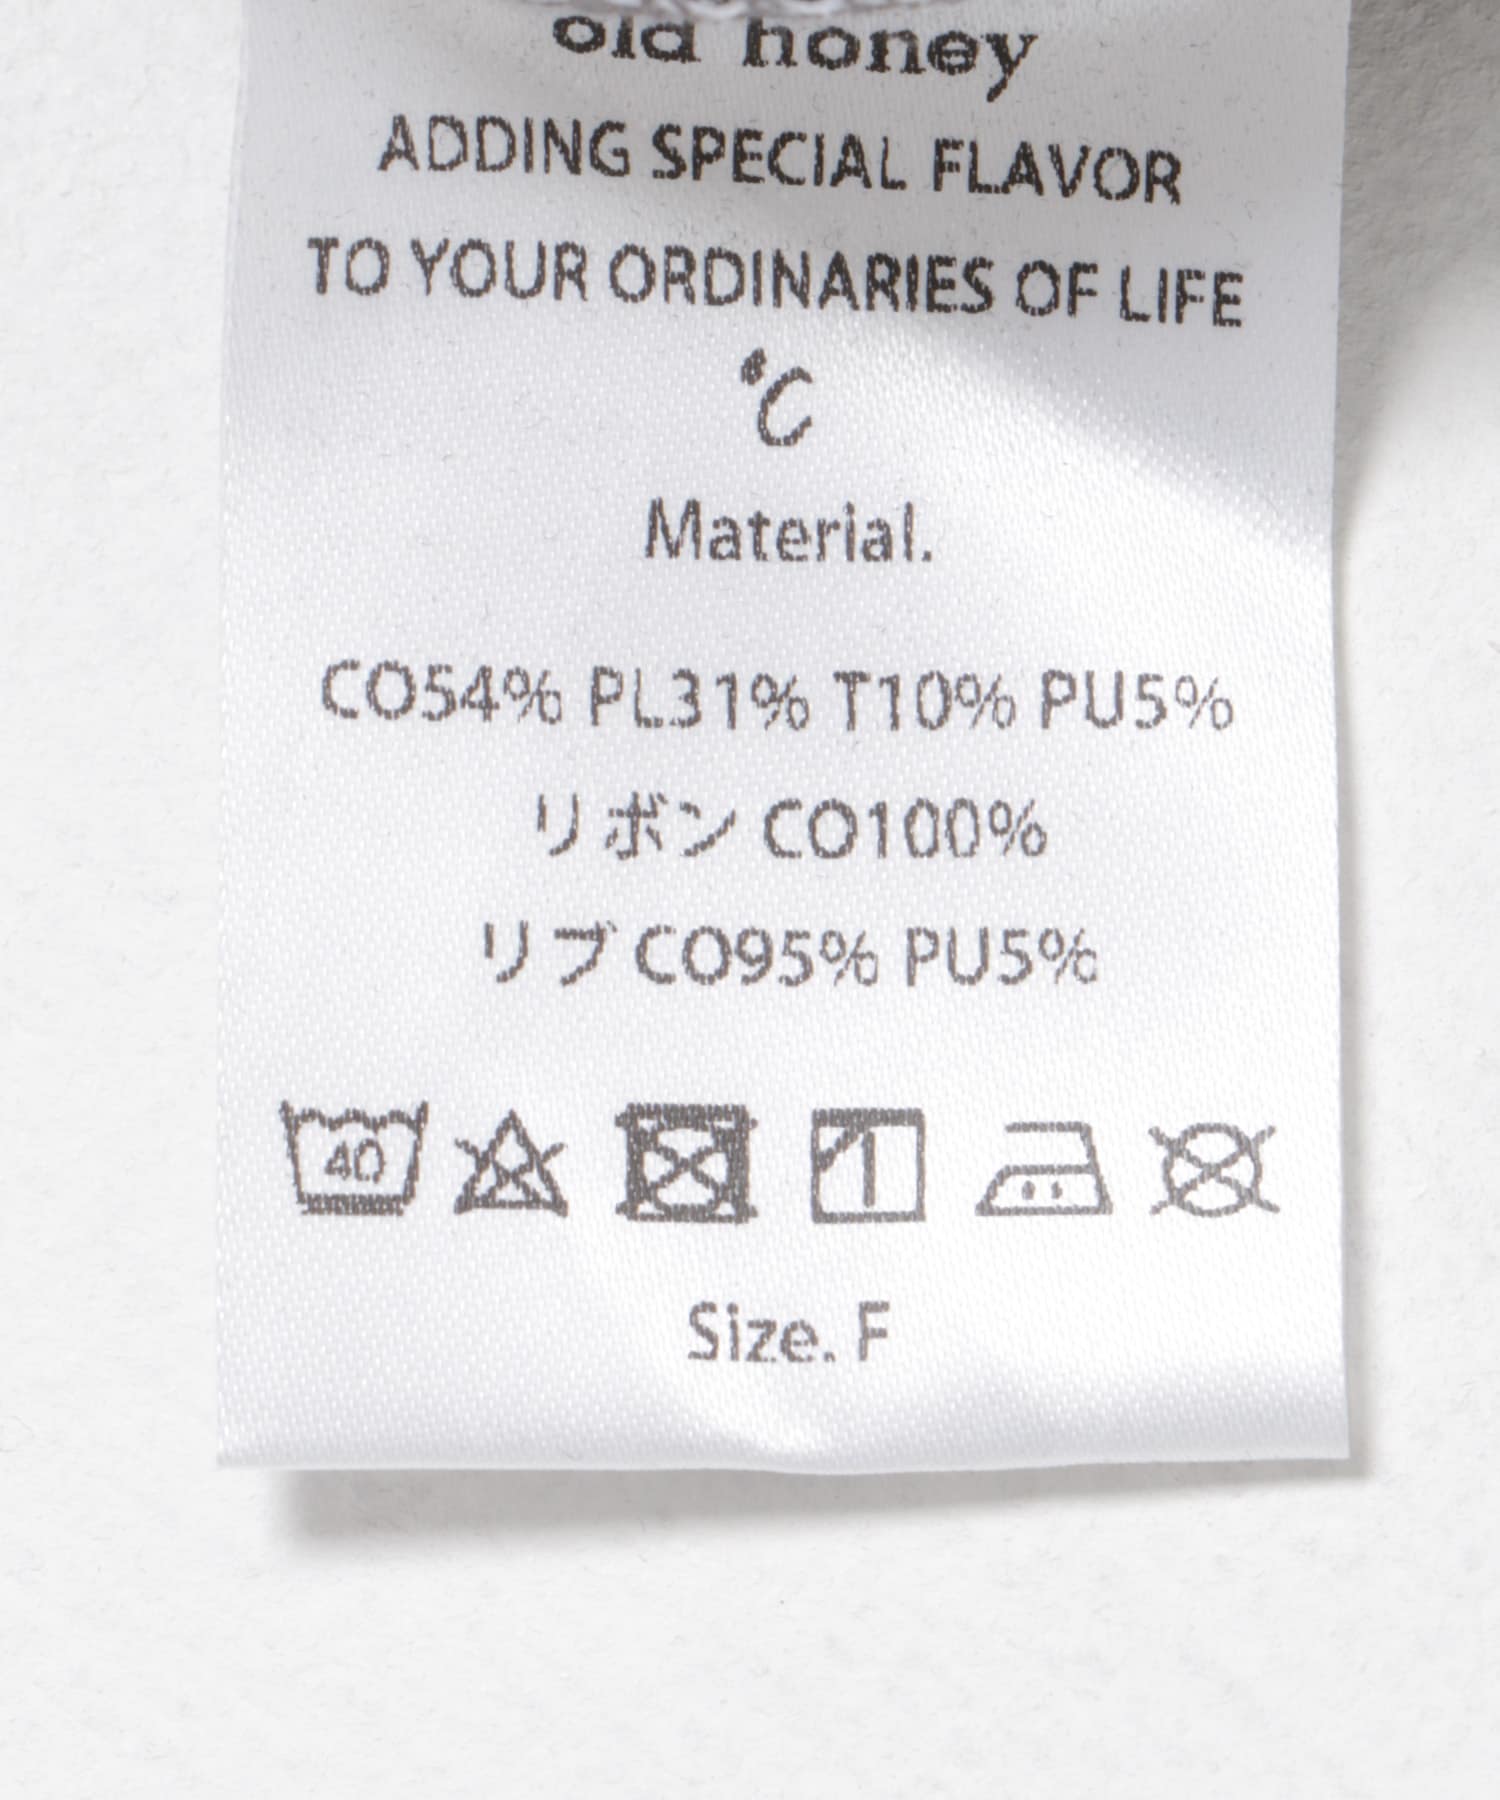 old honey
ADDING SPECIAL FLAVOR
TO YOUR ORDINARIES OF LIFE
℃
Material.
CO54% PL31% T10% PU5%
リボン CO100%
リブ CO95% PU5%
40
Size. F